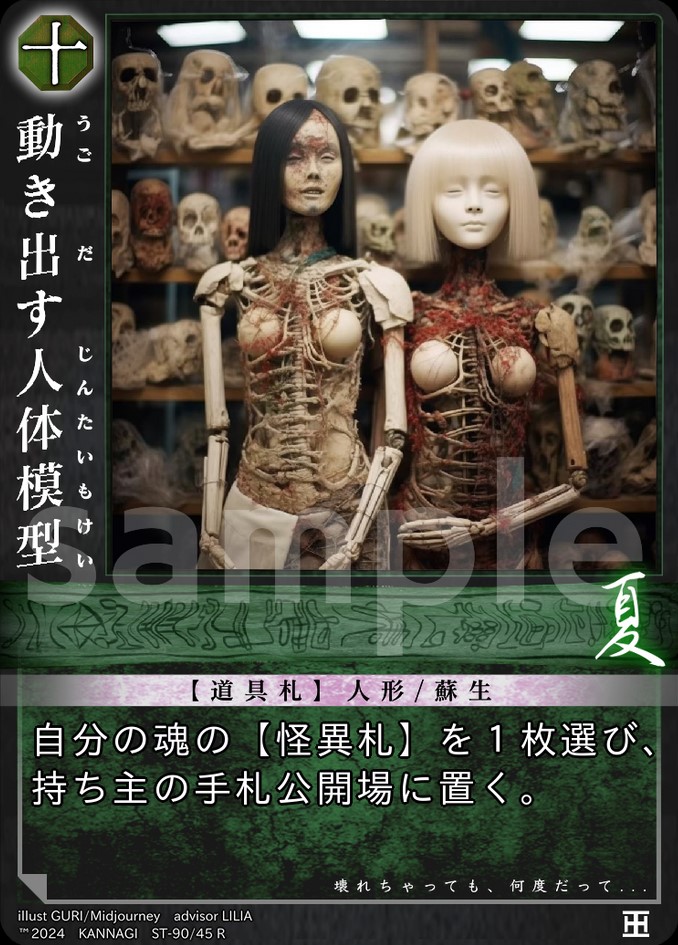 十
動き出す人体模型
うご だ じんたいもけい
sample
夏
【道具札】人形/蘇生
自分の魂の【怪異札】を1枚選び、
持ち主の手札公開場に置く。
壊れちゃっても、何度だって...
illust GURI/Midjourney advisor LILIA
™2024 KANNAGI ST-90/45 R